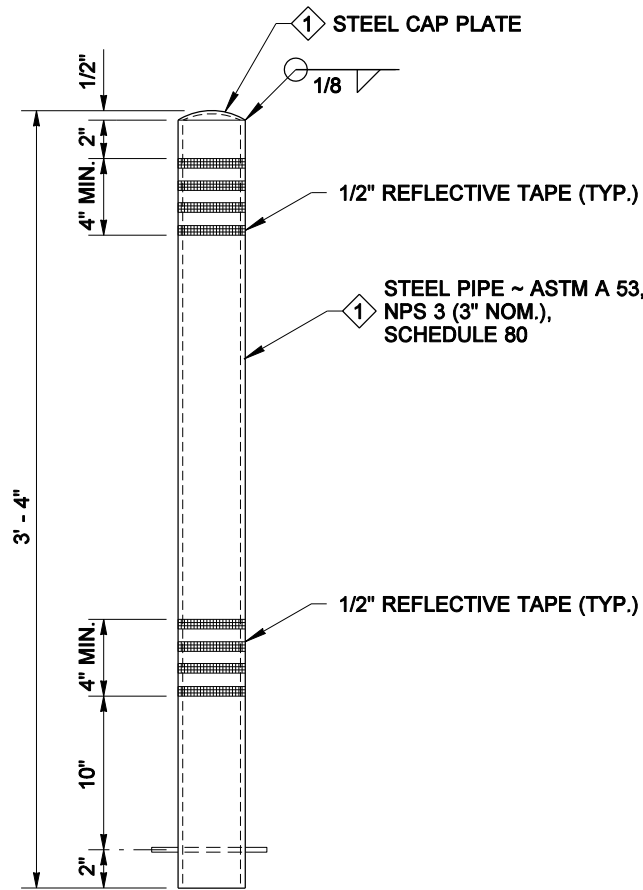 1 STEEL CAP PLATE
1/2"
1/8
2"
4" MIN.
1/2" REFLECTIVE TAPE (TYP.)
STEEL PIPE ~ ASTM A 53,
1 NPS 3 (3" NOM.),
SCHEDULE 80
3' - 4"
1/2" REFLECTIVE TAPE (TYP.)
4" MIN.
10"
2"